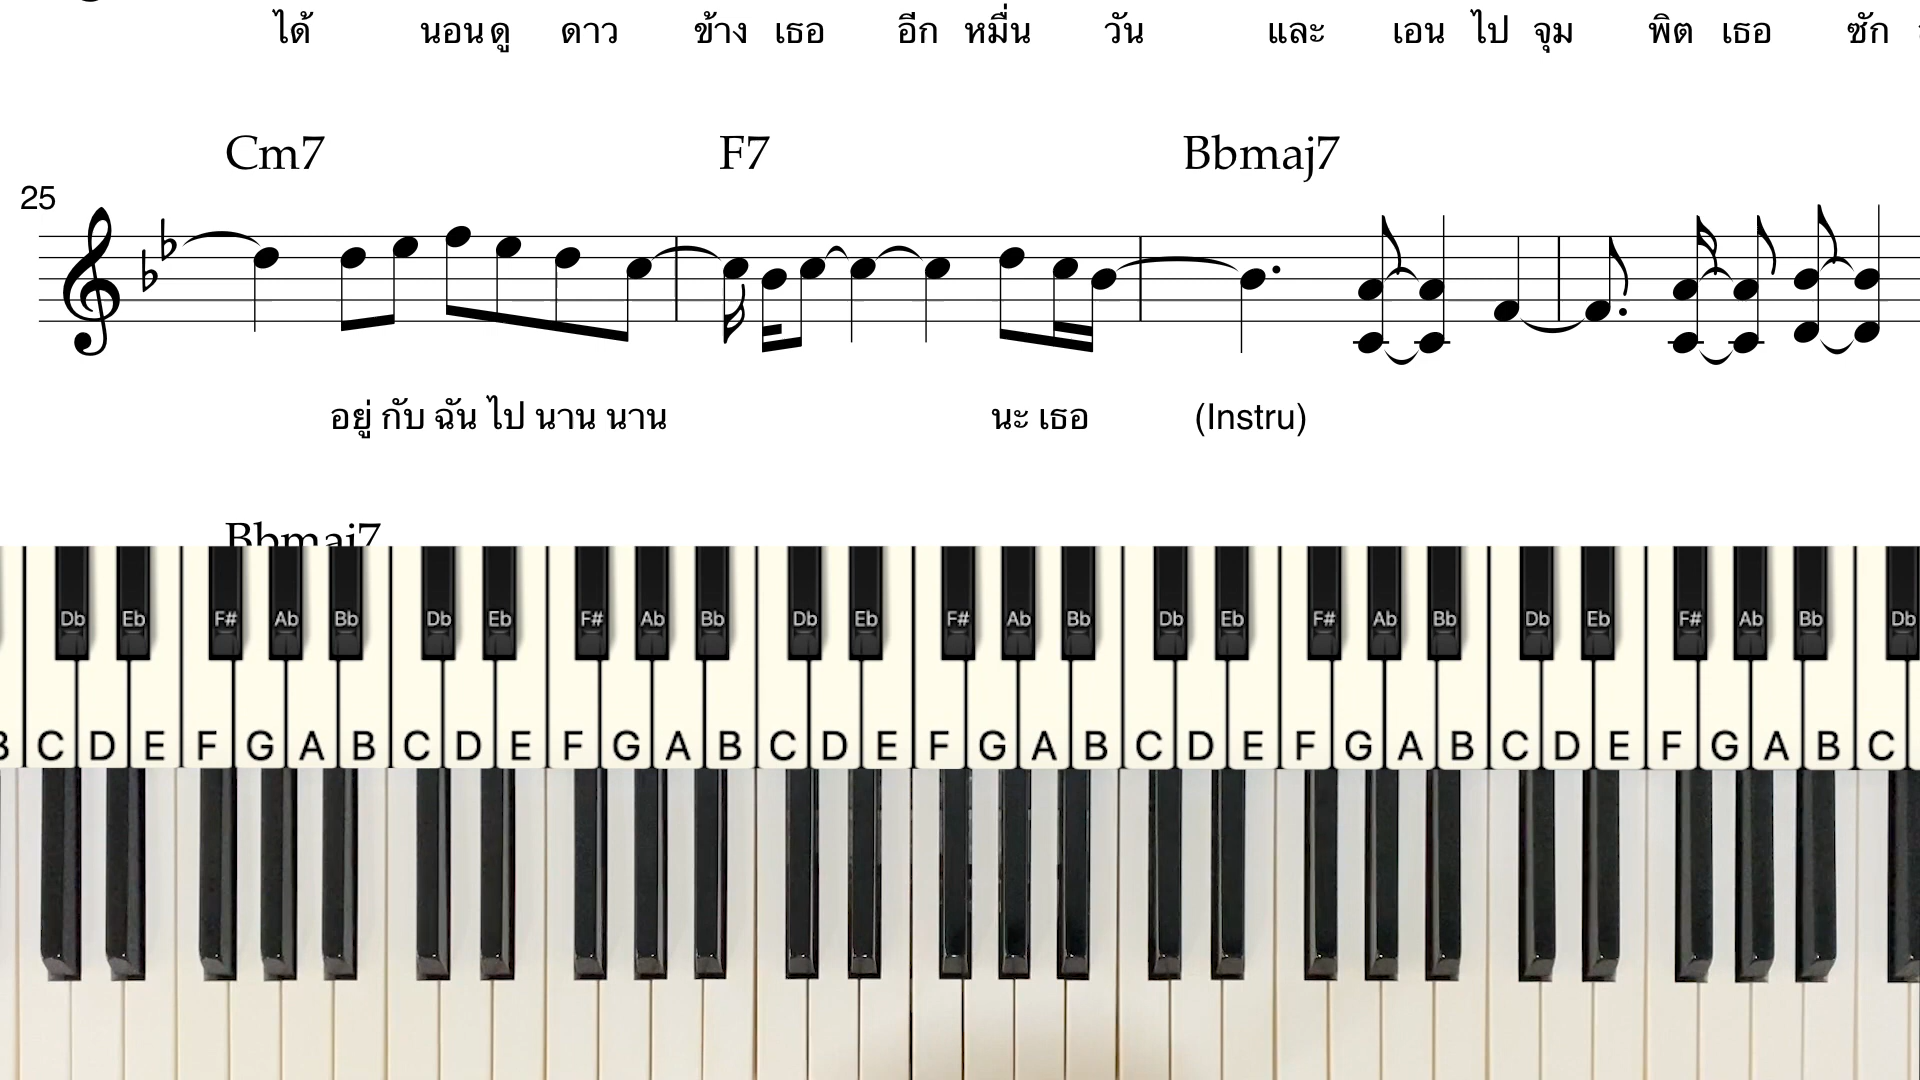 ได้ นอน ดู ดาว ข้าง เธอ อีก หมื่น วัน และ เอน ไป จุม พิต เธอ ซัก
Cm7 F7 Bbmaj7
25
อยู่ กับ ฉัน ไป นาน นาน นะ เธอ (Instru)
Bbmaj7
Db Eb F# Ab Bb Db Eb F# Ab Bb Db Eb F# Ab Bb Db Eb F# Ab Bb Db Eb F# Ab Bb Db
B C D E F G A B C D E F G A B C D E F G A B C D E F G A B C D E F G A B C